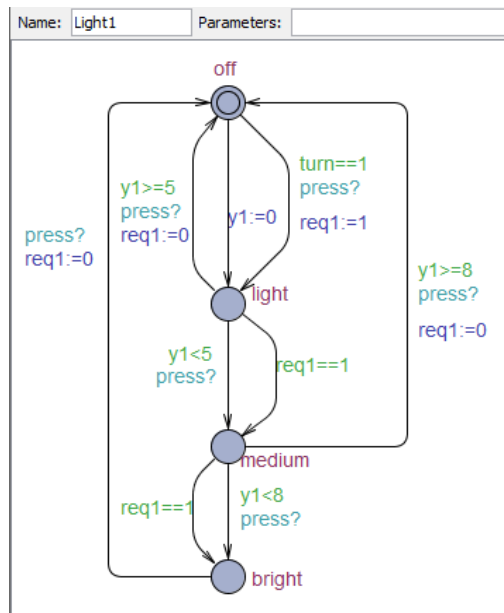 Name: Light1 Parameters:
off
y1>=5
press?
req1:=0
y1:=0
turn==1
press?
req1:=1
press?
req1:=0
y1>=8
press?
req1:=0
light
y1<5
press?
req1==1
medium
req1==1
y1<8
press?
bright